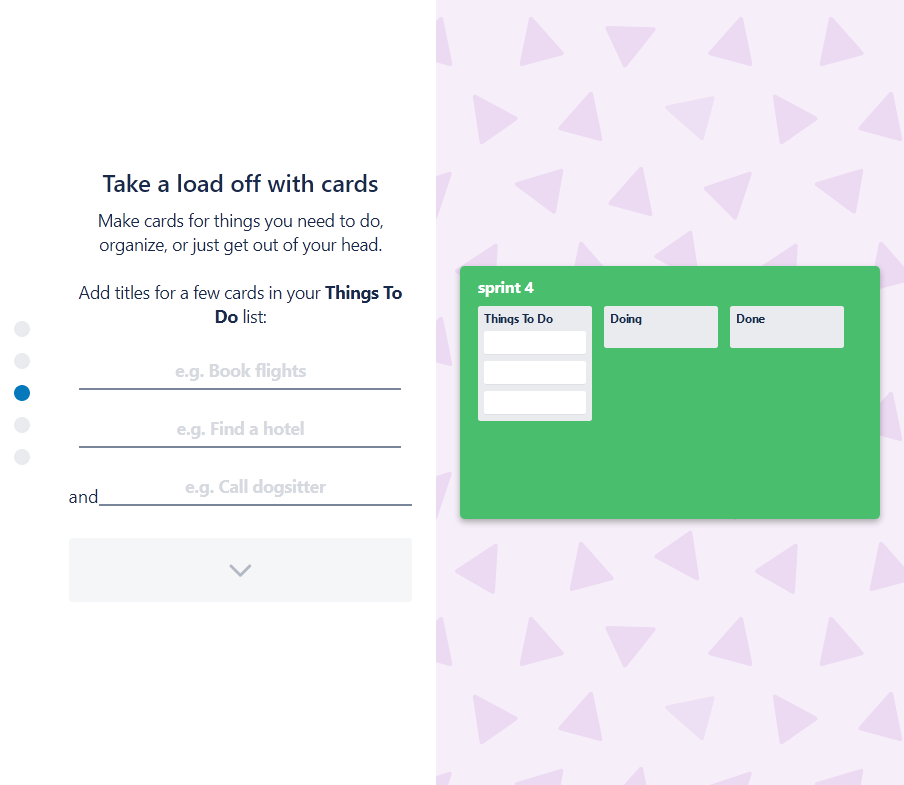 Take a load off with cards
Make cards for things you need to do,
organize, or just get out of your head.
Add titles for a few cards in your Things To
Do list:
e.g. Book flights
e.g. Find a hotel
and
e.g. Call dogsitter
sprint 4
Things To Do
Doing
Done